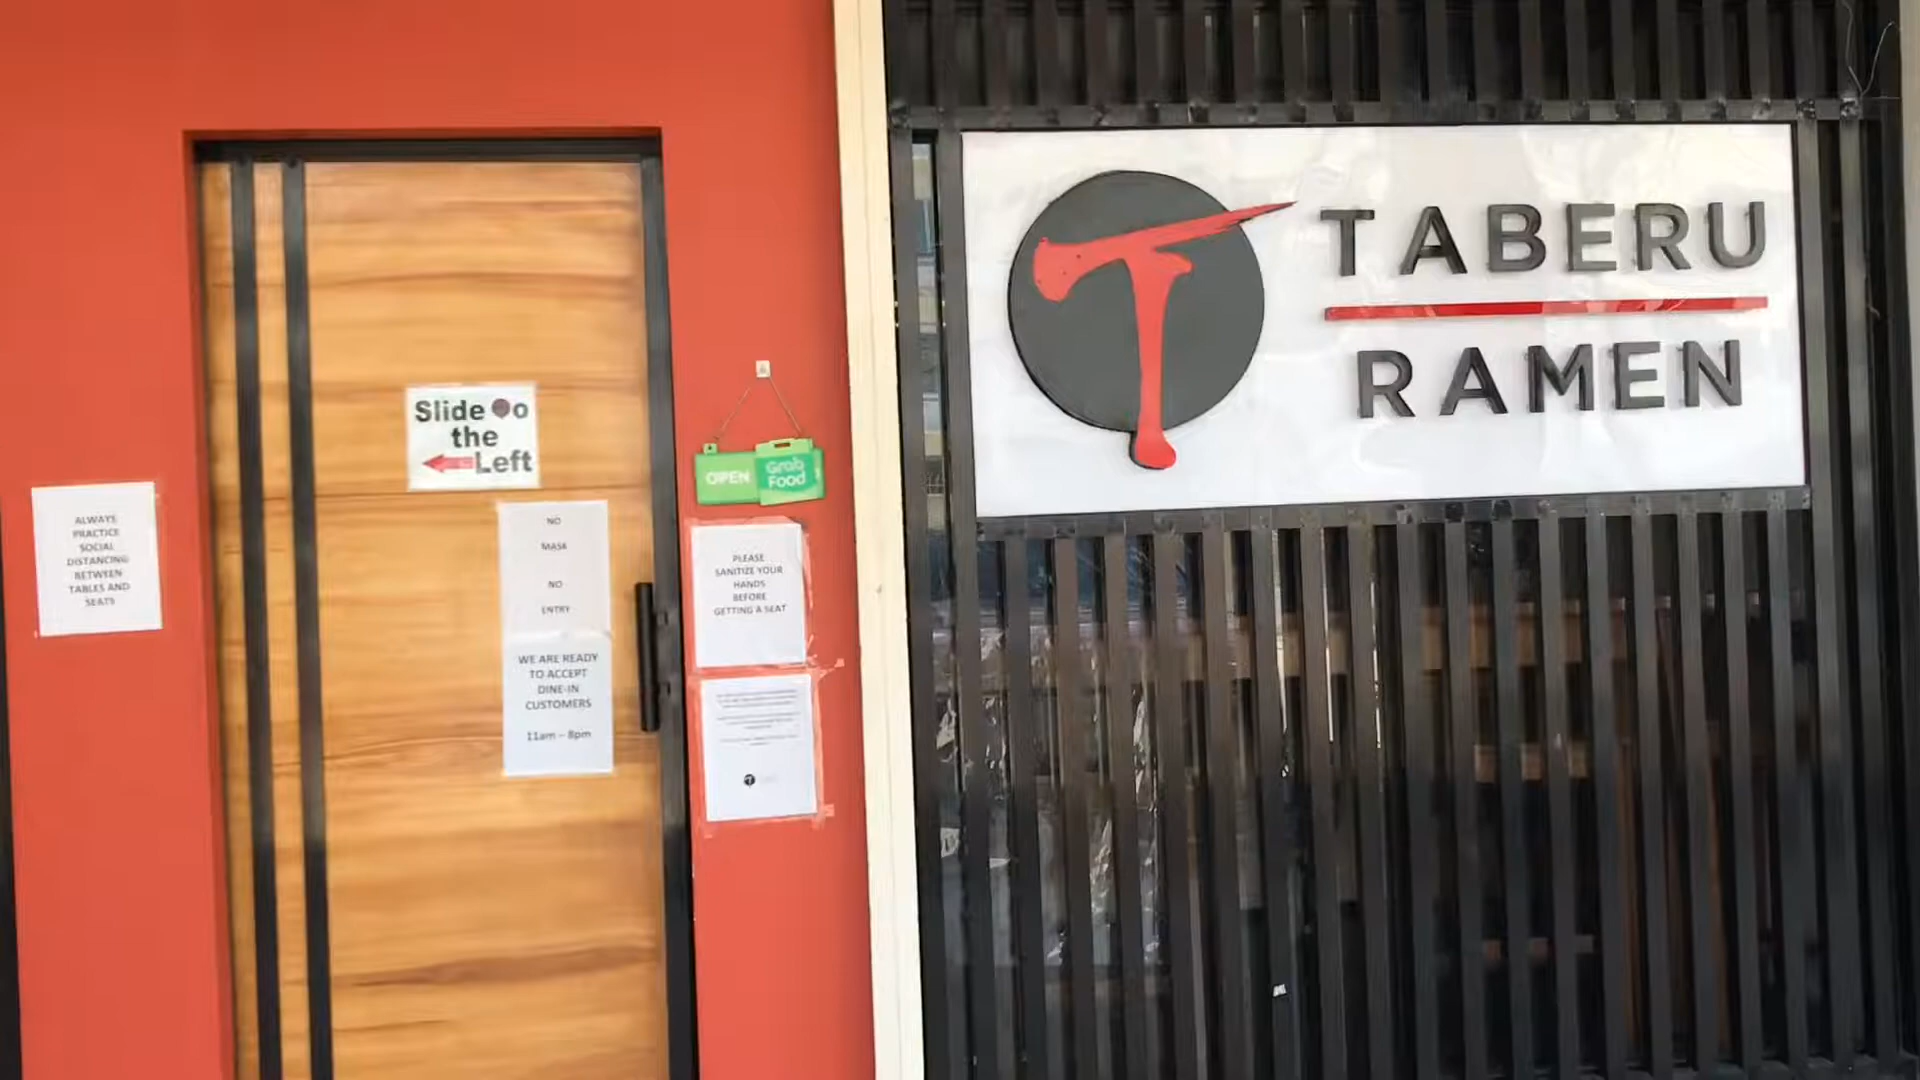 ALWAYS
PRACTICE
SOCIAL
DISTANCING
BETWEEN
TABLES AND
SEATS
Slide
the
Left
NO
MASK
NO
ENTRY
WE ARE READY
TO ACCEPT
DINE-IN
CUSTOMERS
11am – 8pm
OPEN
Grab
Food
PLEASE
SANITIZE YOUR
HANDS
BEFORE
GETTING A SEAT
TABERU
RAMEN